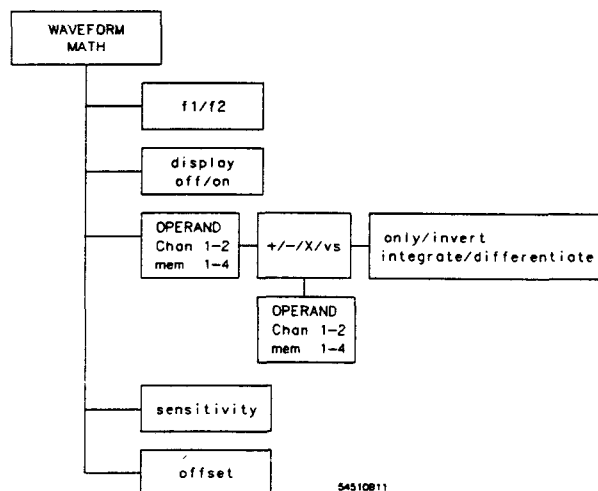 WAVEFORM
MATH
f1/f2
display
off/on
OPERAND
Chan 1-2
mem 1-4
+/-/X/vs
only/invert
integrate/differentiate
OPERAND
Chan 1-2
mem 1-4
sensitivity
offset
54510B11